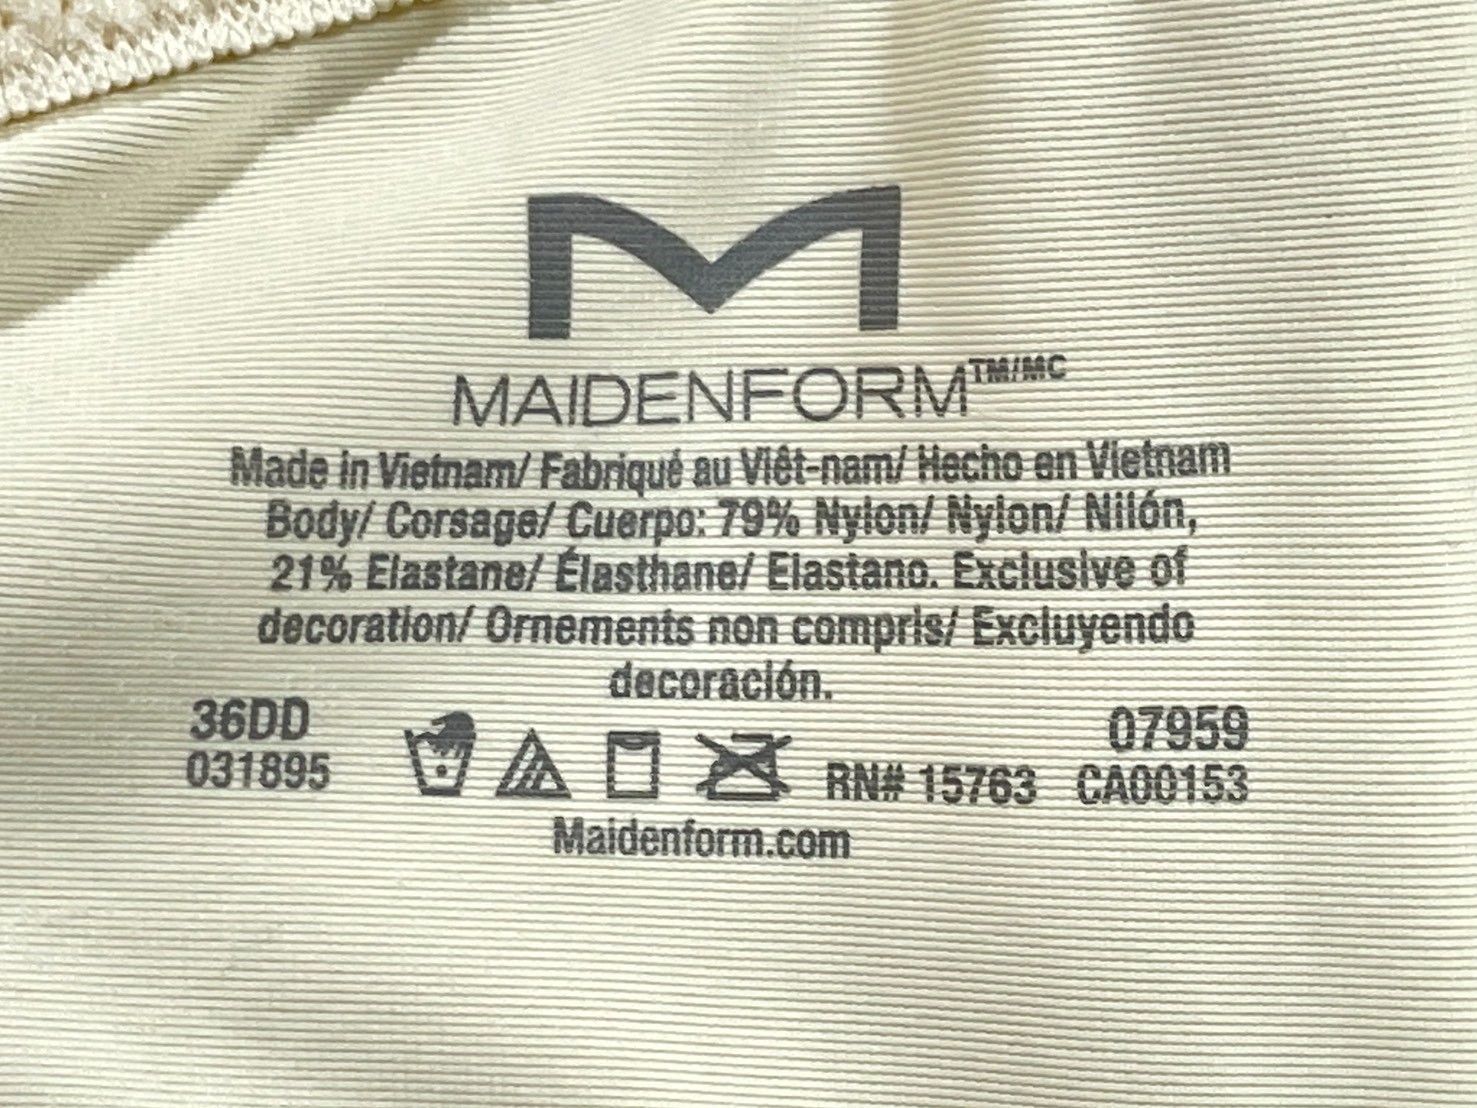 M
MAIDENFORM™/MC
Made in Vietnam/ Fabriqué au Viêt-nam/ Hecho en Vietnam
Body/ Corsage/ Cuerpo: 79% Nylon/ Nylon/ Nilón,
21% Elastane/ Élasthane/ Elastano. Exclusive of
decoration/ Ornements non compris/ Excluyendo
decoración.
36DD
031895
07959
RN# 15763 CA00153
Maidenform.com